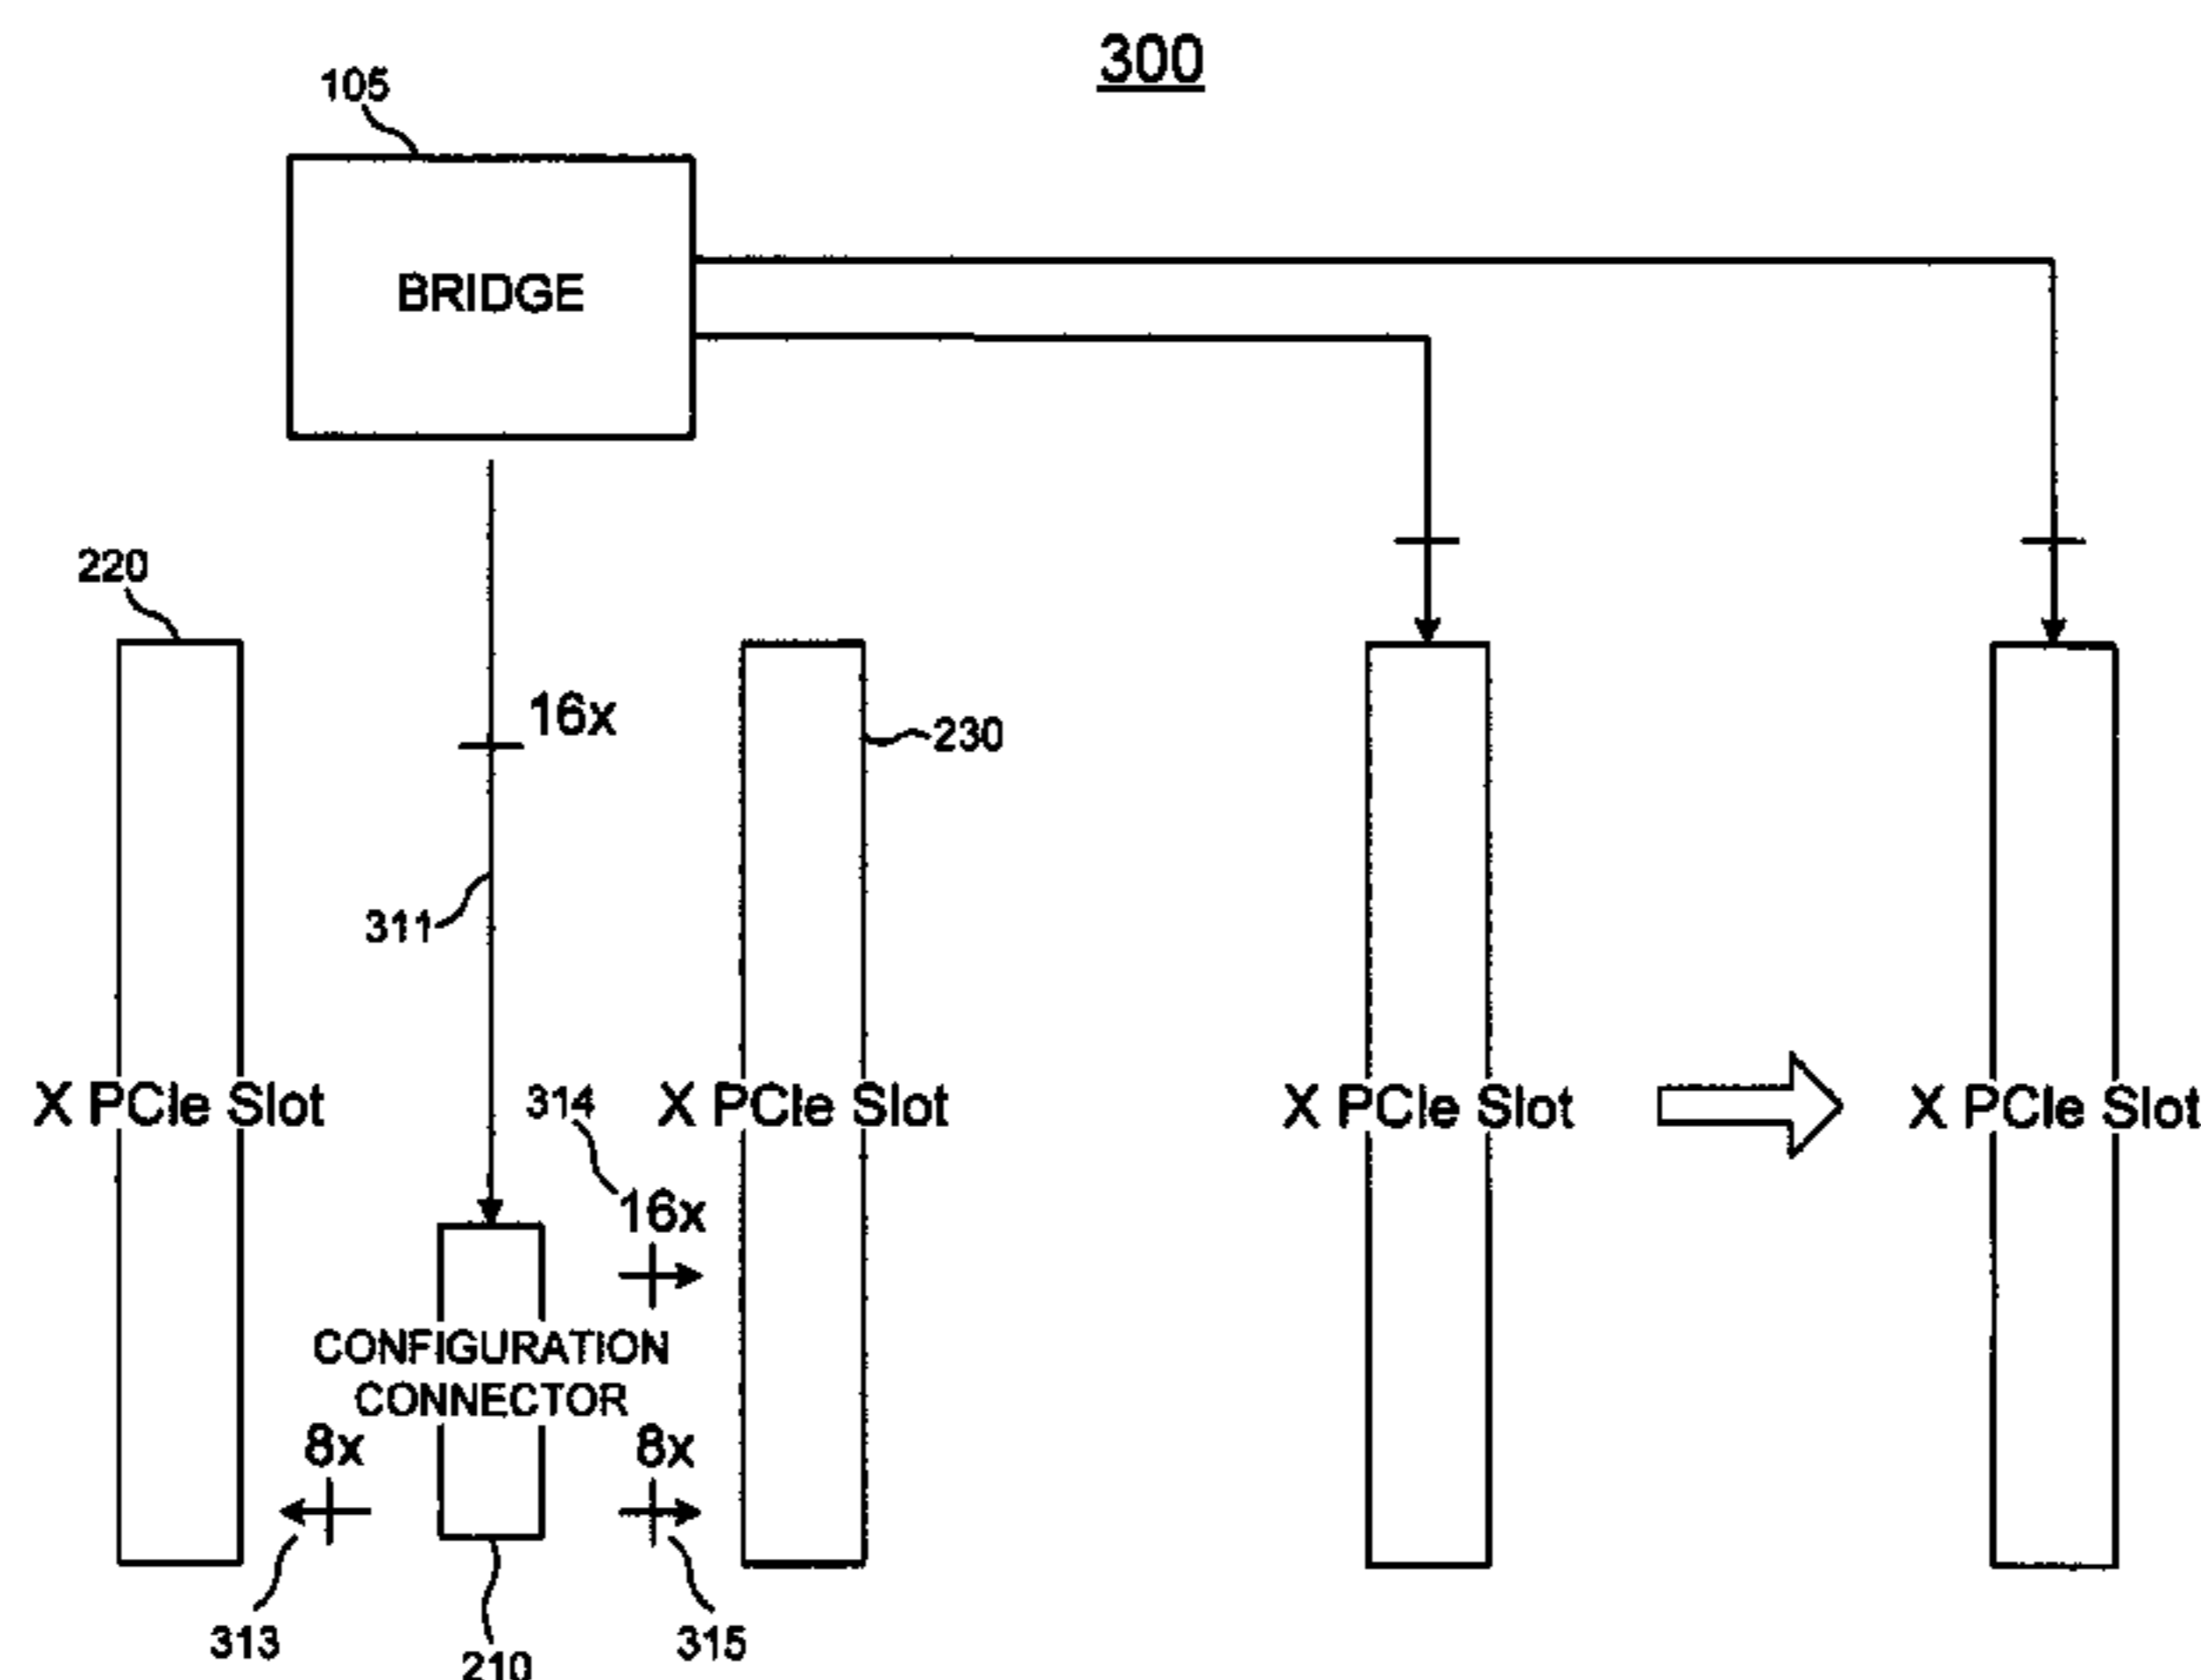 300
105
BRIDGE
220
16x
230
311
X PCIe Slot
314
X PCIe Slot
X PCIe Slot
X PCIe Slot
16x
CONFIGURATION
CONNECTOR
8x
8x
313
210
315